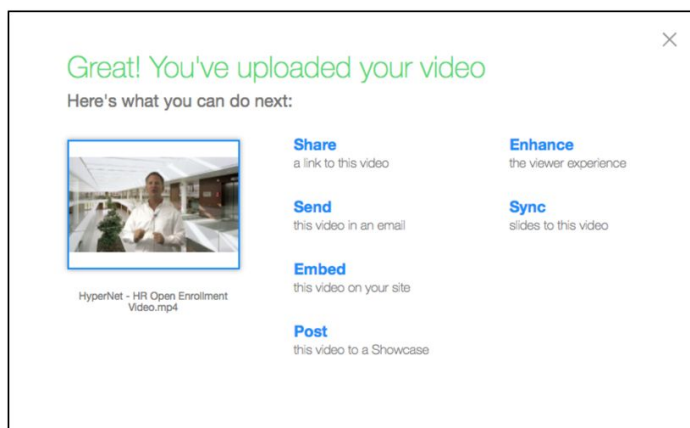 Great! You've uploaded your video
Here's what you can do next:
HyperNet - HR Open Enrollment
Video.mp4
Share
a link to this video
Send
this video in an email
Embed
this video on your site
Post
this video to a Showcase
Enhance
the viewer experience
Sync
slides to this video